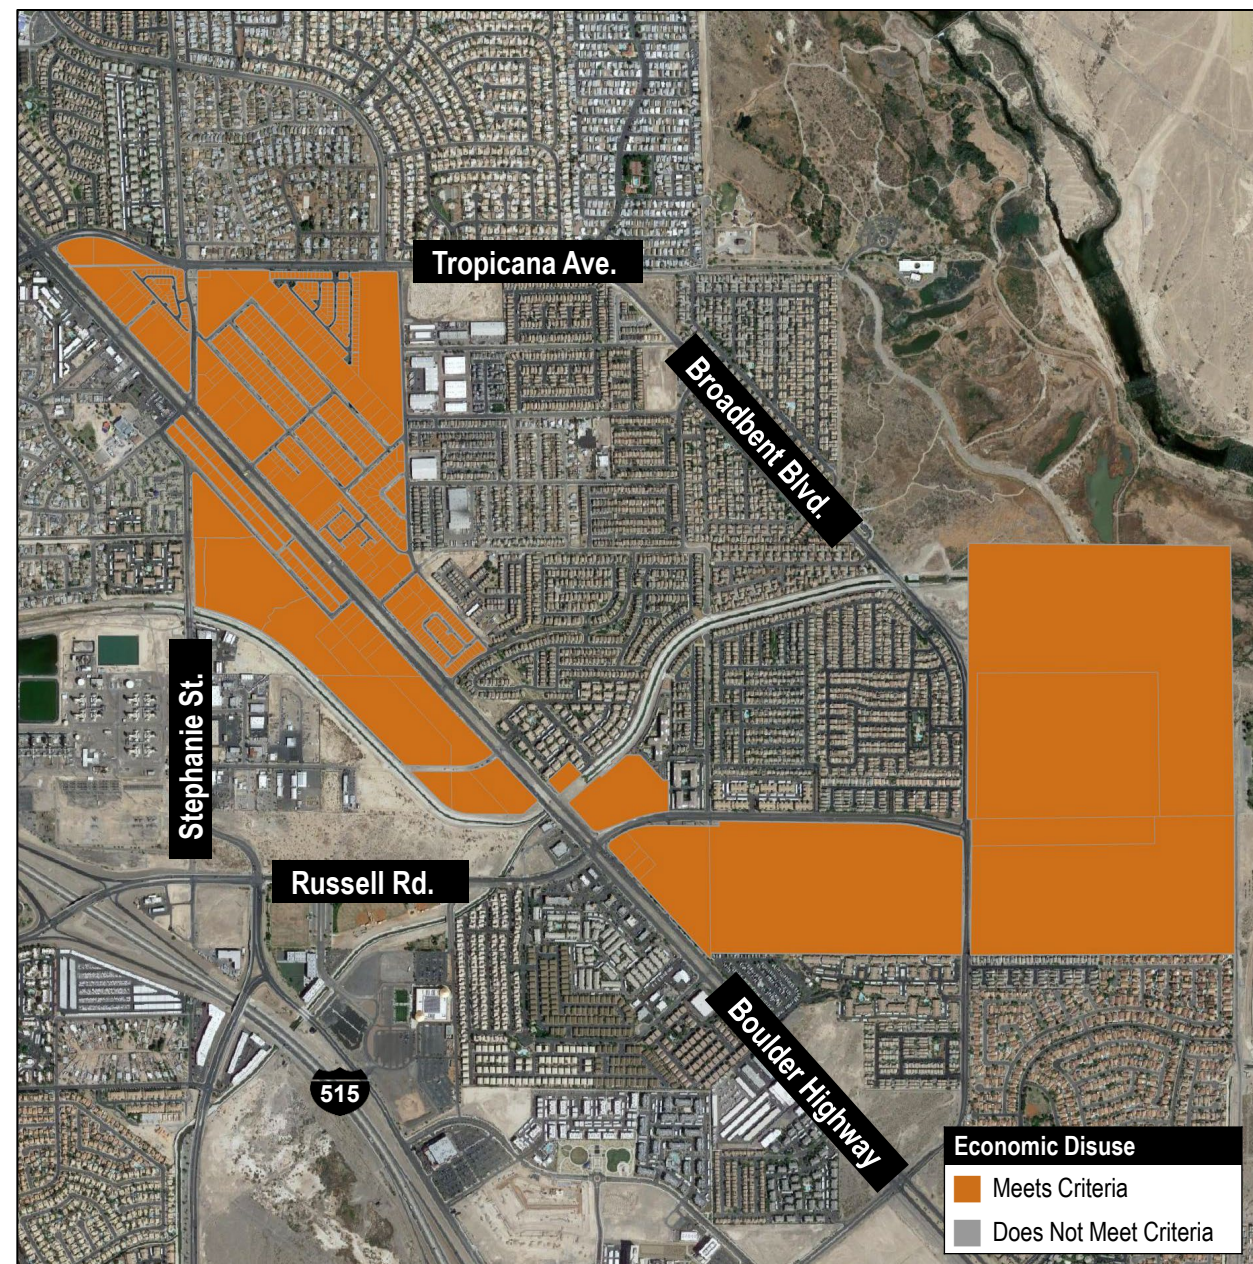 Tropicana Ave.
Broadbent Blvd.
Stephanie St.
Russell Rd.
Boulder Highway
515
Economic Disuse
Meets Criteria
Does Not Meet Criteria